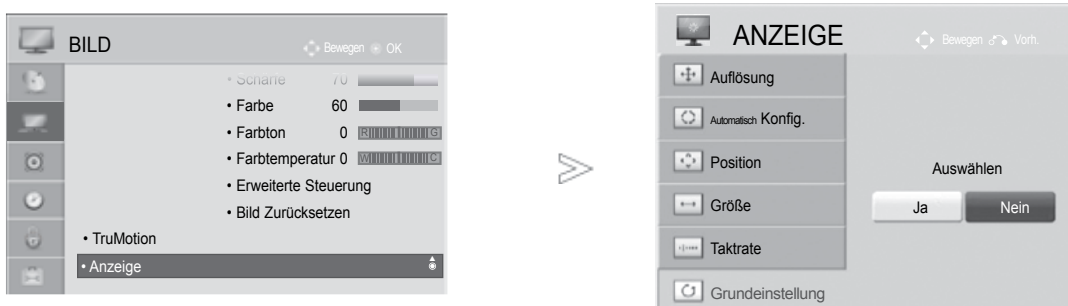 BILD
Bewegen OK
• Schärfe 70
• Farbe 60
• Farbton 0 R G
• Farbtemperatur 0 W C
• Erweiterte Steuerung
• Bild Zurücksetzen
• TruMotion
• Anzeige
ANZEIGE
Bewegen Vorh.
Auflösung
Automatisch Konfig.
Position
Größe
Taktrate
Grundeinstellung
Auswählen
Ja Nein